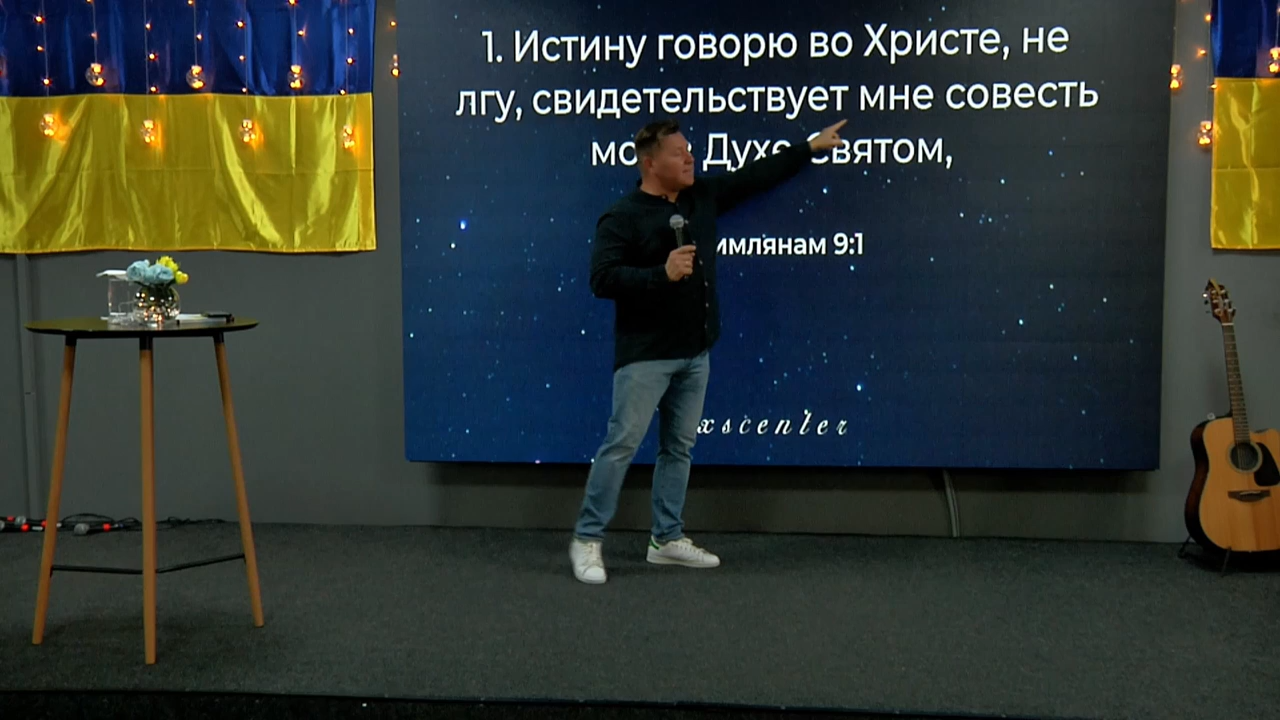 1. Истину говорю во Христе, не
лгу, свидетельствует мне совесть
Духе Святом,
9:1